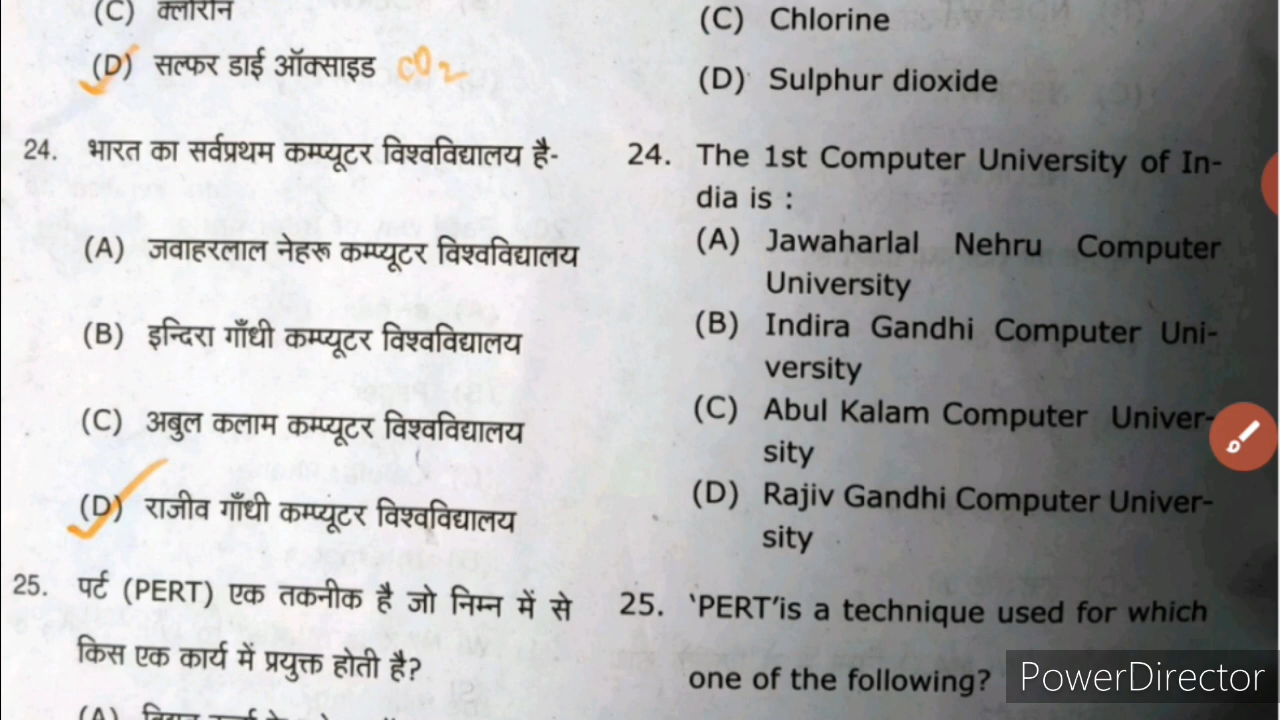 (C) क्लोरीन
(D) सल्फर डाई ऑक्साइड CO2
24. भारत का सर्वप्रथम कम्प्यूटर विश्वविद्यालय है-
(A) जवाहरलाल नेहरू कम्प्यूटर विश्वविद्यालय
(B) इन्दिरा गाँधी कम्प्यूटर विश्वविद्यालय
(C) अबुल कलाम कम्प्यूटर विश्वविद्यालय
(D) राजीव गाँधी कम्प्यूटर विश्वविद्यालय
25. पर्ट (PERT) एक तकनीक है जो निम्न में से
किस एक कार्य में प्रयुक्त होती है?
(A)
(C) Chlorine
(D) Sulphur dioxide
24. The 1st Computer University of In-
dia is :
(A) Jawaharlal Nehru Computer
University
(B) Indira Gandhi Computer Uni-
versity
(C) Abul Kalam Computer Univer-
sity
(D) Rajiv Gandhi Computer Univer-
sity
25. 'PERT'is a technique used for which
one of the following?
PowerDirector